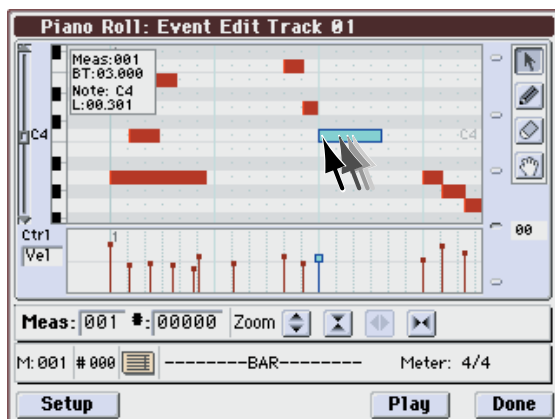 Piano Roll: Event Edit Track 01
1
Meas:001
BT:03.000
Note: C4
L:00.301
C4
C4
00
Ctrl
Vel
1
Meas: 001 #: 00000 Zoom
M: 001 # 000 --------BAR-------- Meter: 4/4
Setup Play Done